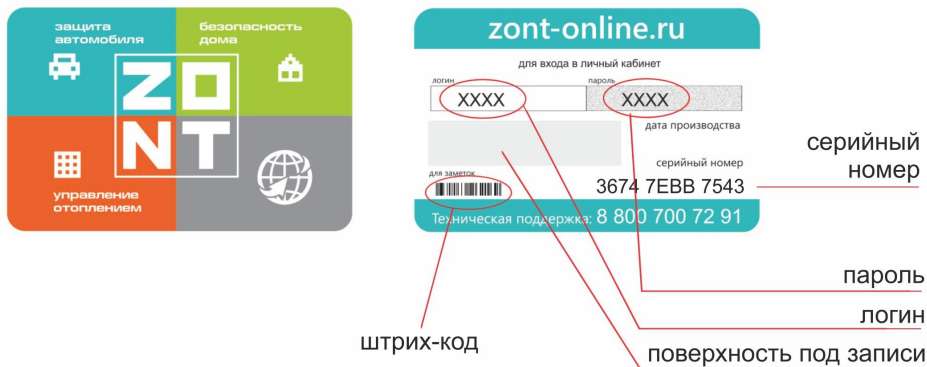 защита
автомобиля
безопасность
дома
ZO
NT
управление
отоплением
zont-online.ru
для входа в личный кабинет
логин
пароль
XXXX
XXXX
дата производства
серийный номер
для заметок
3674 7EBB 7543
Техническая поддержка: 8 800 700 72 91
серийный
номер
пароль
логин
штрих-код
поверхность под записи